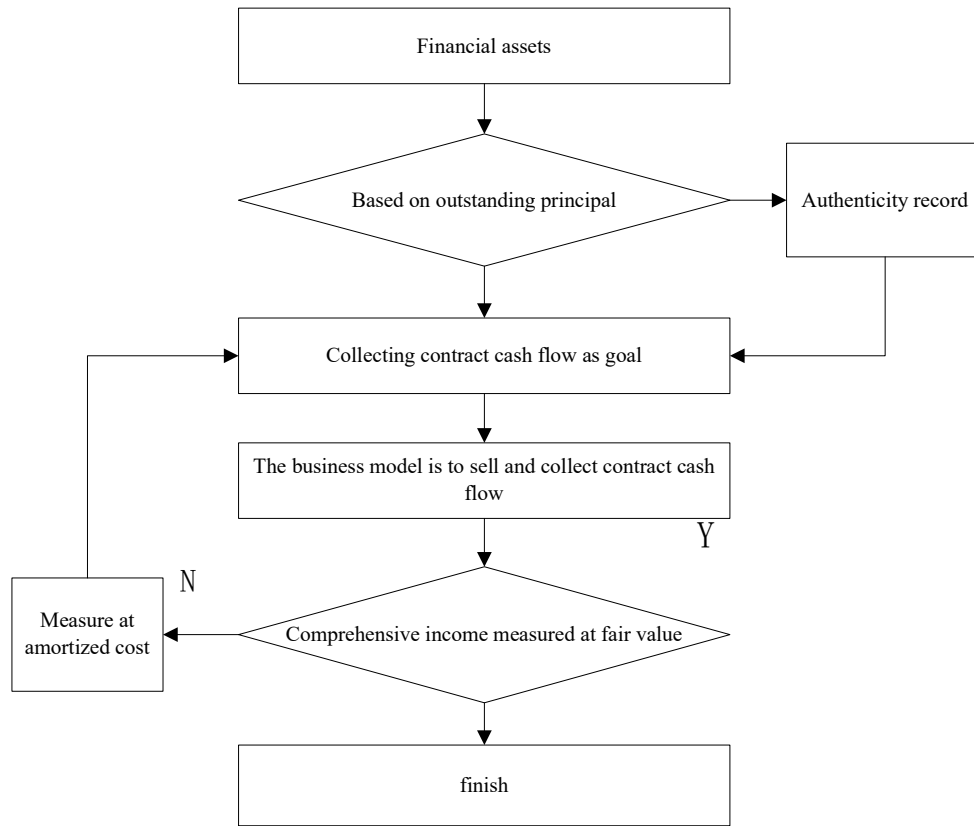 Financial assets
Based on outstanding principal
Authenticity record
Collecting contract cash flow as goal
The business model is to sell and collect contract cash
flow
Y
N
Measure at
amortized cost
Comprehensive income measured at fair value
finish